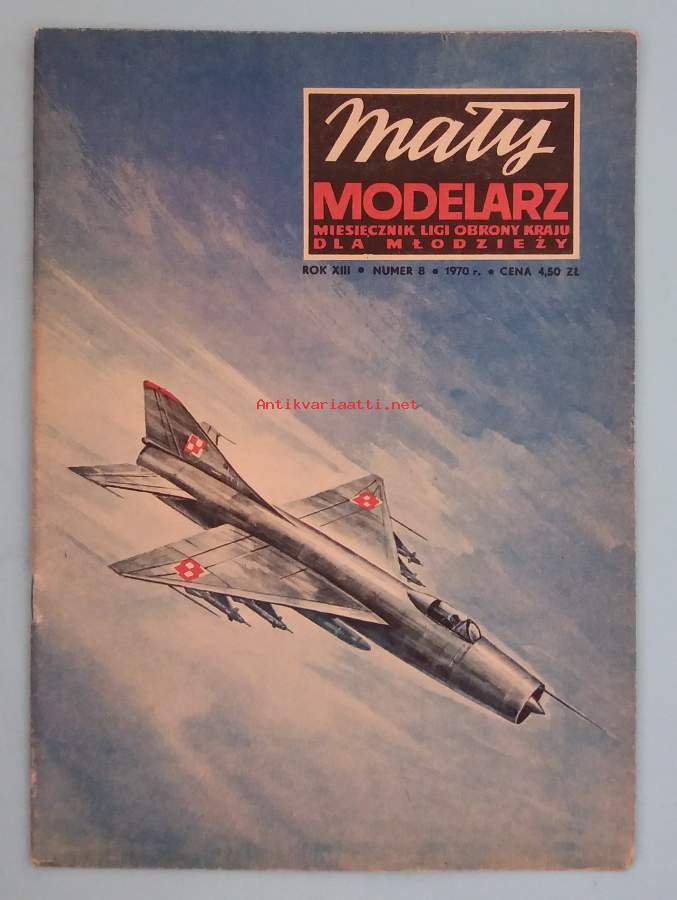 mały
MODELARZ
MIESIĘCZNIK LIGI OBRONY KRAJU
DLA MŁODZIEŻY
ROK XIII • NUMER 8 • 1970 r. • CENA 4,50 ZŁ
Antikvariaatti.net